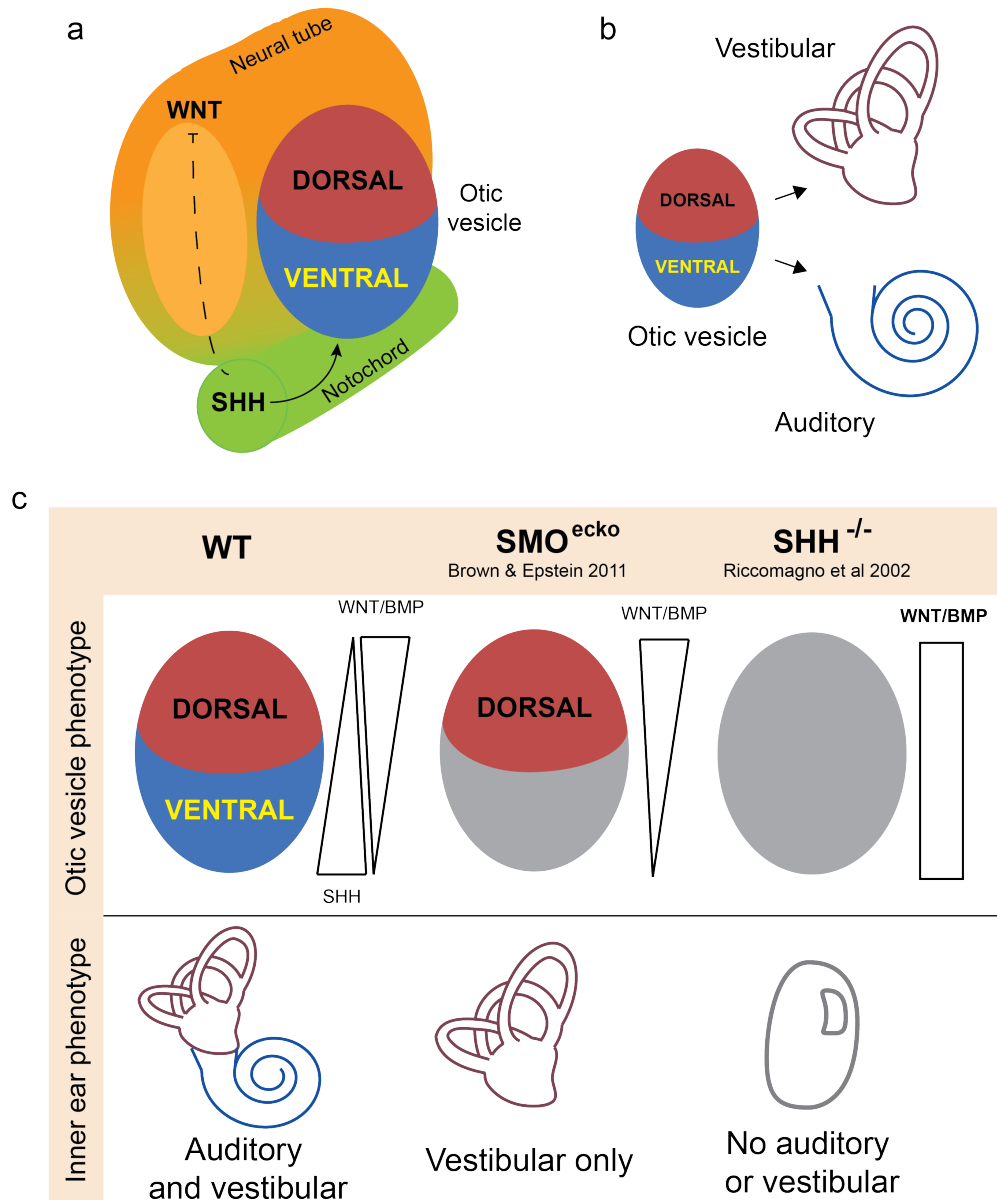 a
Neural tube
WNT
DORSAL
VENTRAL
Otic
vesicle
SHH
Notochord
b
Vestibular
DORSAL
VENTRAL
Otic vesicle
Auditory
c
WT
SMO ecko
Brown & Epstein 2011
SHH -/-
Riccomagno et al 2002
Otic vesicle phenotype
DORSAL
VENTRAL
WNT/BMP
SHH
DORSAL
WNT/BMP
WNT/BMP
Inner ear phenotype
Auditory
and vestibular
Vestibular only
No auditory
or vestibular